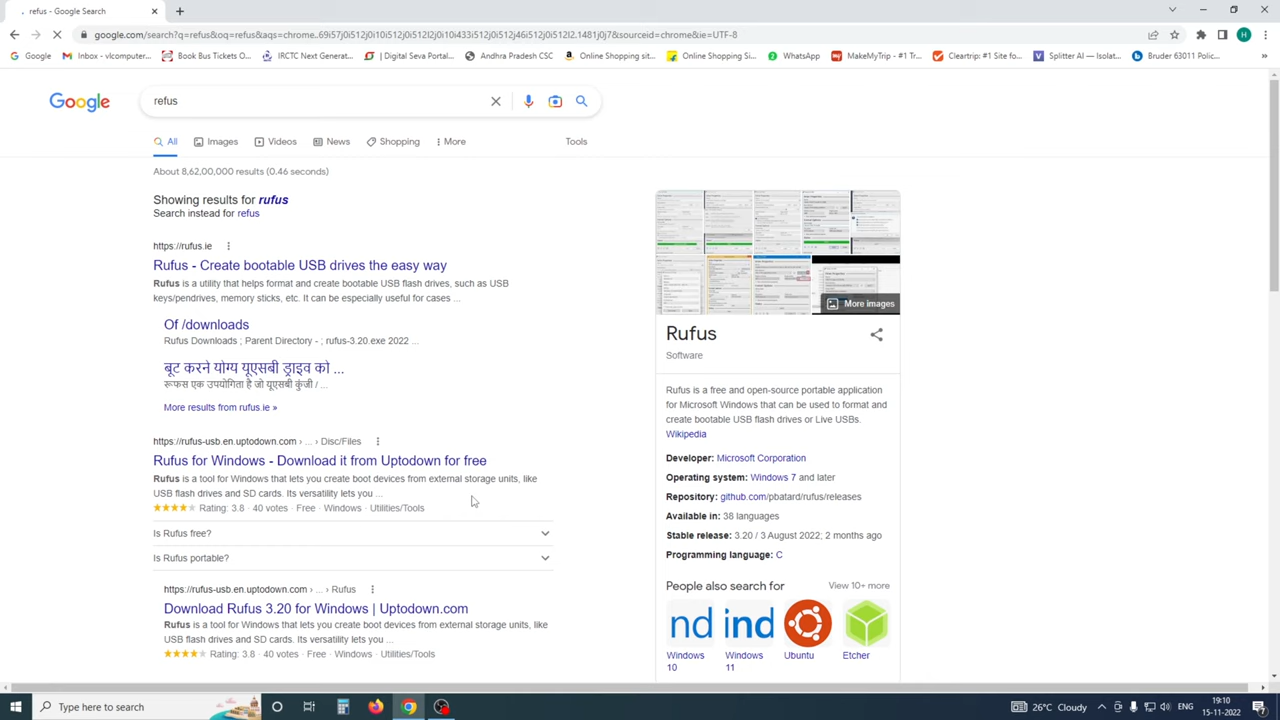 refus - Google Search
google.com/search?q=refus&oq=refus&aqs=chrome..69i57j0i512j0i10i512j0i512l2j0i10i433i512j0i512j46i512j0i512l2.1481j0j7&sourceid=chrome&ie=UTF-8
H
Google
Inbox - vlcomputer...
Book Bus Tickets O...
IRCTC Next Generat...
Digital Seva Portal...
Andhra Pradesh CSC
Online Shopping sit...
Online Shopping Si...
WhatsApp
MakeMyTrip - #1 Tr...
Cleartrip: #1 Site fo...
Splitter AI — Isolat...
Bruder 63011 Polic...
Google
refus
All
Images
Videos
News
Shopping
More
Tools
About 8,62,00,000 results (0.46 seconds)
Showing results for rufus
Search instead for refus
https://rufus.ie
Rufus - Create bootable USB drives the easy way
Rufus is a utility that helps format and create bootable USB flash drives, such as USB
keys/pendrives, memory sticks, etc. It can be especially useful for cases
Of /downloads
Rufus Downloads ; Parent Directory - ; rufus-3.20.exe 2022 ...
बूट करने योग्य यूएसबी ड्राइव को ...
रूफस एक उपयोगिता है जो यूएसबी कुंजी / ...
More results from rufus.ie »
https://rufus-usb.en.uptodown.com › ... › Disc/Files
Rufus for Windows - Download it from Uptodown for free
Rufus is a tool for Windows that lets you create boot devices from external storage units, like
USB flash drives and SD cards. Its versatility lets you ...
Rating: 3.8 · 40 votes · Free · Windows · Utilities/Tools
Is Rufus free?
Is Rufus portable?
https://rufus-usb.en.uptodown.com › ... › Rufus
Download Rufus 3.20 for Windows | Uptodown.com
Rufus is a tool for Windows that lets you create boot devices from external storage units, like
USB flash drives and SD cards. Its versatility lets you ...
Rating: 3.8 · 40 votes · Free · Windows · Utilities/Tools
More images
Rufus
Software
Rufus is a free and open-source portable application
for Microsoft Windows that can be used to format and
create bootable USB flash drives or Live USBs.
Wikipedia
Developer: Microsoft Corporation
Operating system: Windows 7 and later
Repository: github.com/pbatard/rufus/releases
Available in: 38 languages
Stable release: 3.20 / 3 August 2022; 2 months ago
Programming language: C
People also search for
View 10+ more
nd
ind
Windows 10
Windows 11
Ubuntu
Etcher
Type here to search
26°C Cloudy
ENG
19:10
15-11-2022
7